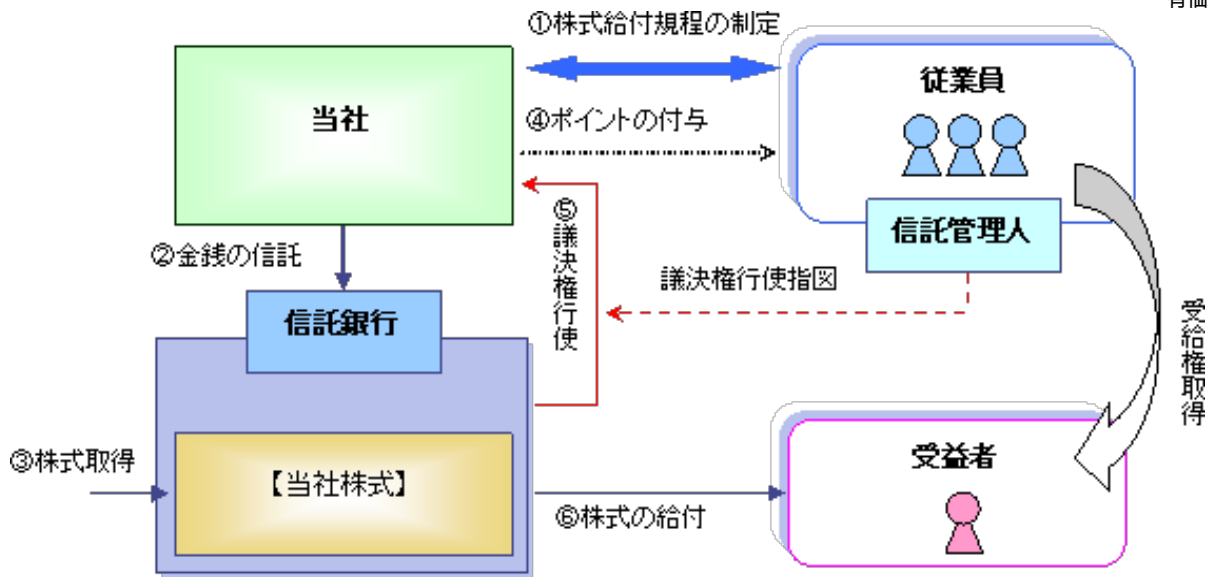 ①株式給付規程の制定
従業員
当社
④ポイントの付与
信託管理人
⑤議決権行使
②金銭の信託
議決権行使指図
信託銀行
受給権取得
③株式取得
【当社株式】
受益者
⑥株式の給付